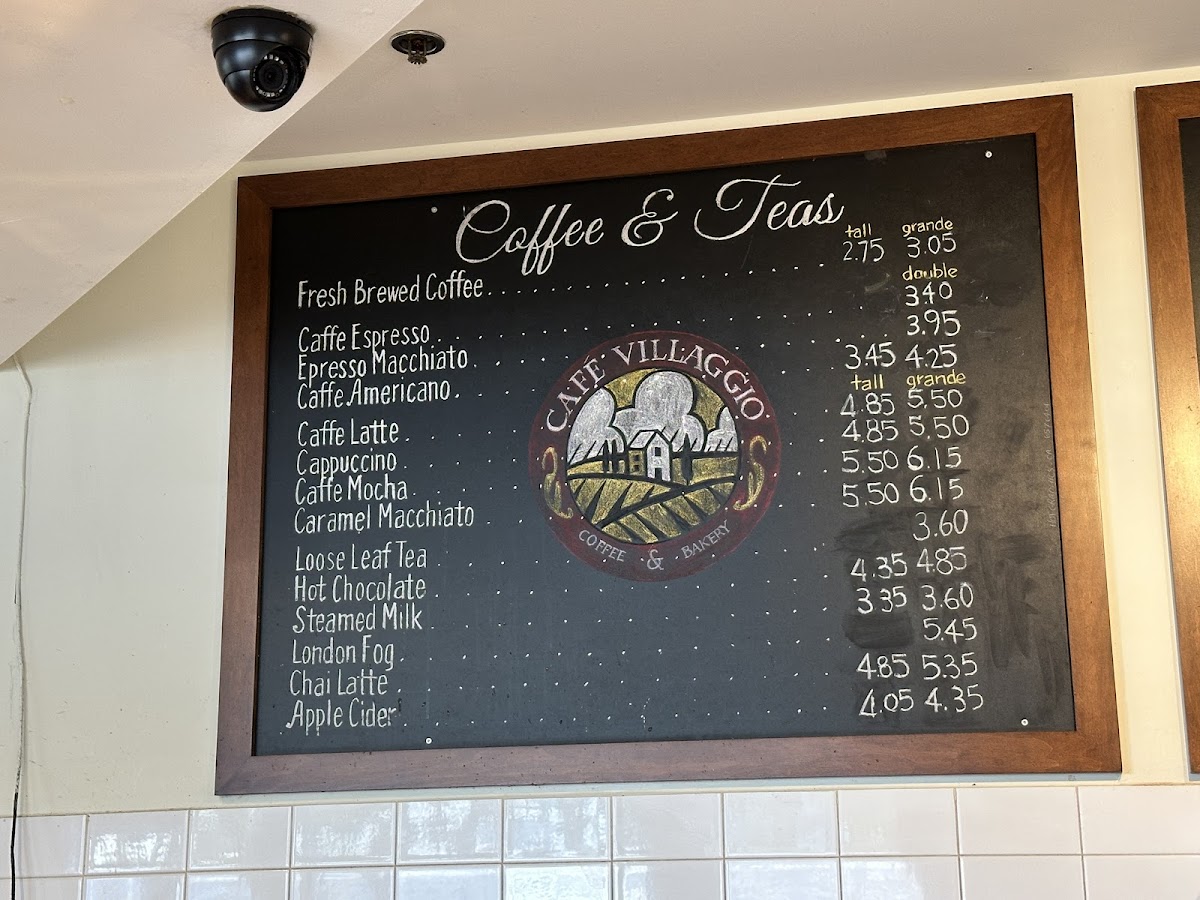 Coffee & Teas
tall grande
Fresh Brewed Coffee 2.75 3.05
double
Caffe Espresso 3.40
Epresso Macchiato 3.95
Caffe Americano 3.45 4.25
tall grande
Caffe Latte 4.85 5.50
Cappuccino 4.85 5.50
Caffe Mocha 5.50 6.15
Caramel Macchiato 5.50 6.15
Loose Leaf Tea 3.60
Hot Chocolate 4.35 4.85
Steamed Milk 3.35 3.60
London Fog 5.45
Chai Latte 4.85 5.35
Apple Cider 4.05 4.35
CAFÉ VILLAGGIO
COFFEE & BAKERY